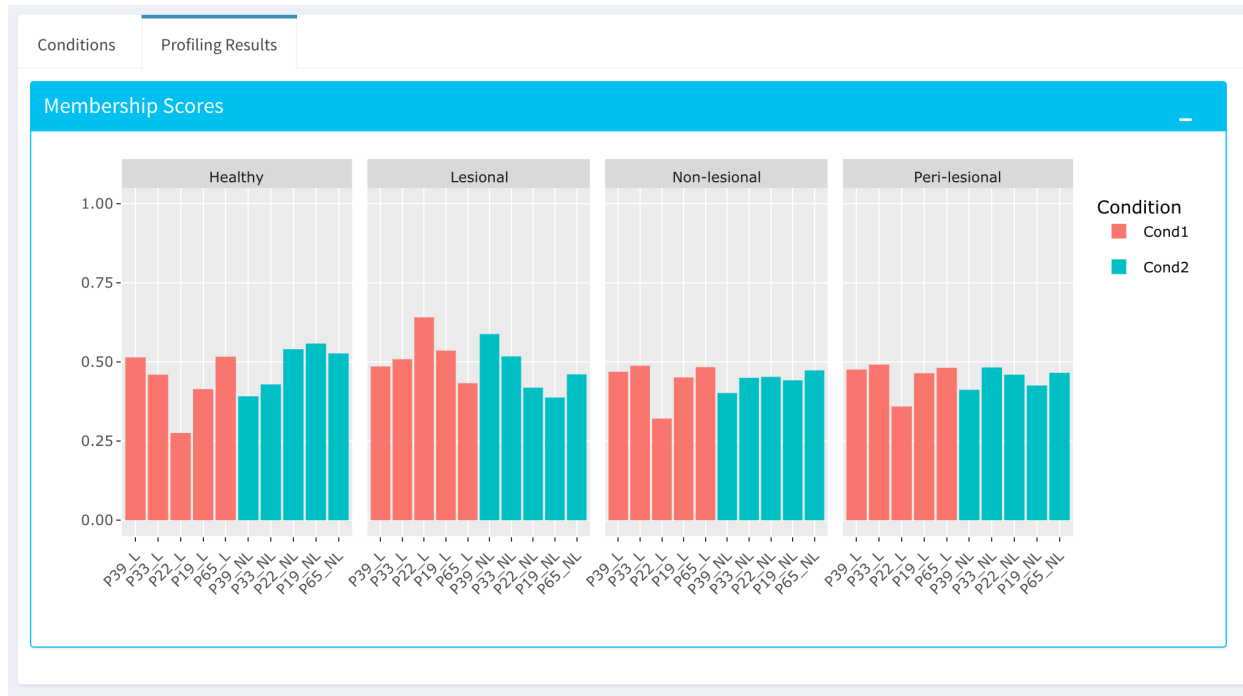 Conditions Profiling Results
Membership Scores
Healthy Lesional Non-lesional Peri-lesional
Condition
Cond1
Cond2
1.00
0.75
0.50
0.25
0.00
P39_L P33_L P22_L P19_L P65_L P39_NL P33_NL P22_NL P19_NL P65_NL P39_L P33_L P22_L P19_L P65_L P39_NL P33_NL P22_NL P19_NL P65_NL P39_L P33_L P22_L P19_L P65_L P39_NL P33_NL P22_NL P19_NL P65_NL P39_L P33_L P22_L P19_L P65_L P39_NL P33_NL P22_NL P19_NL P65_NL